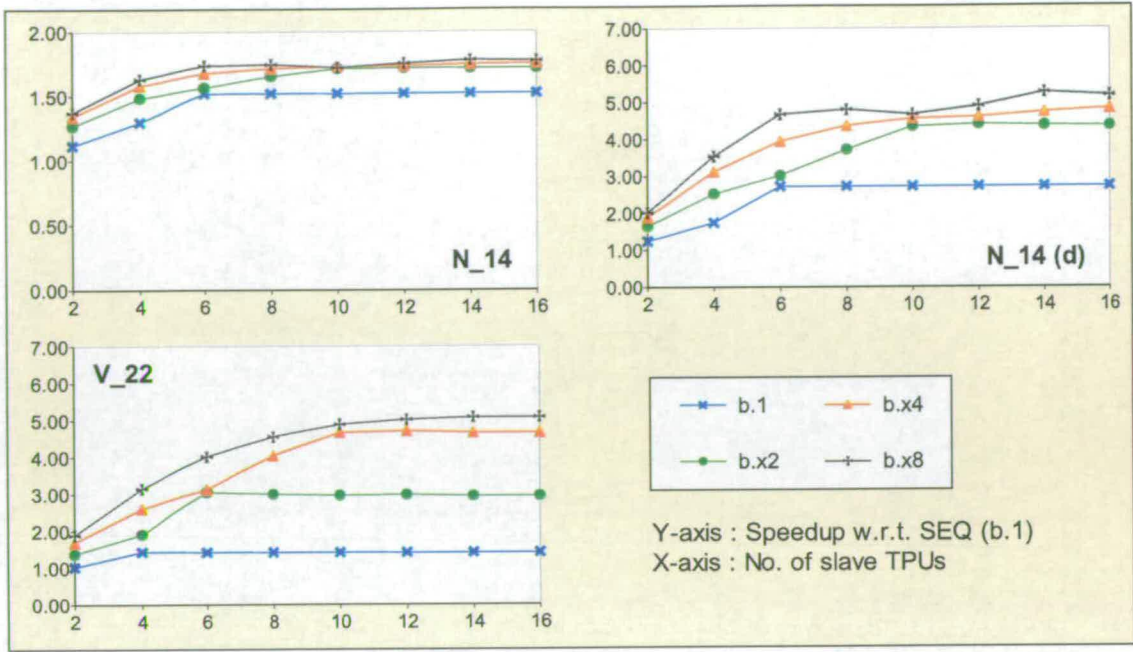 2.00
1.50
1.00
0.50
0.00
N_14
2 4 6 8 10 12 14 16
7.00
6.00
5.00
4.00
3.00
2.00
1.00
0.00
N_14 (d)
2 4 6 8 10 12 14 16
7.00
6.00
5.00
4.00
3.00
2.00
1.00
0.00
V_22
2 4 6 8 10 12 14 16
b.1 b.x4
b.x2 b.x8
Y-axis : Speedup w.r.t. SEQ (b.1)
X-axis : No. of slave TPUs